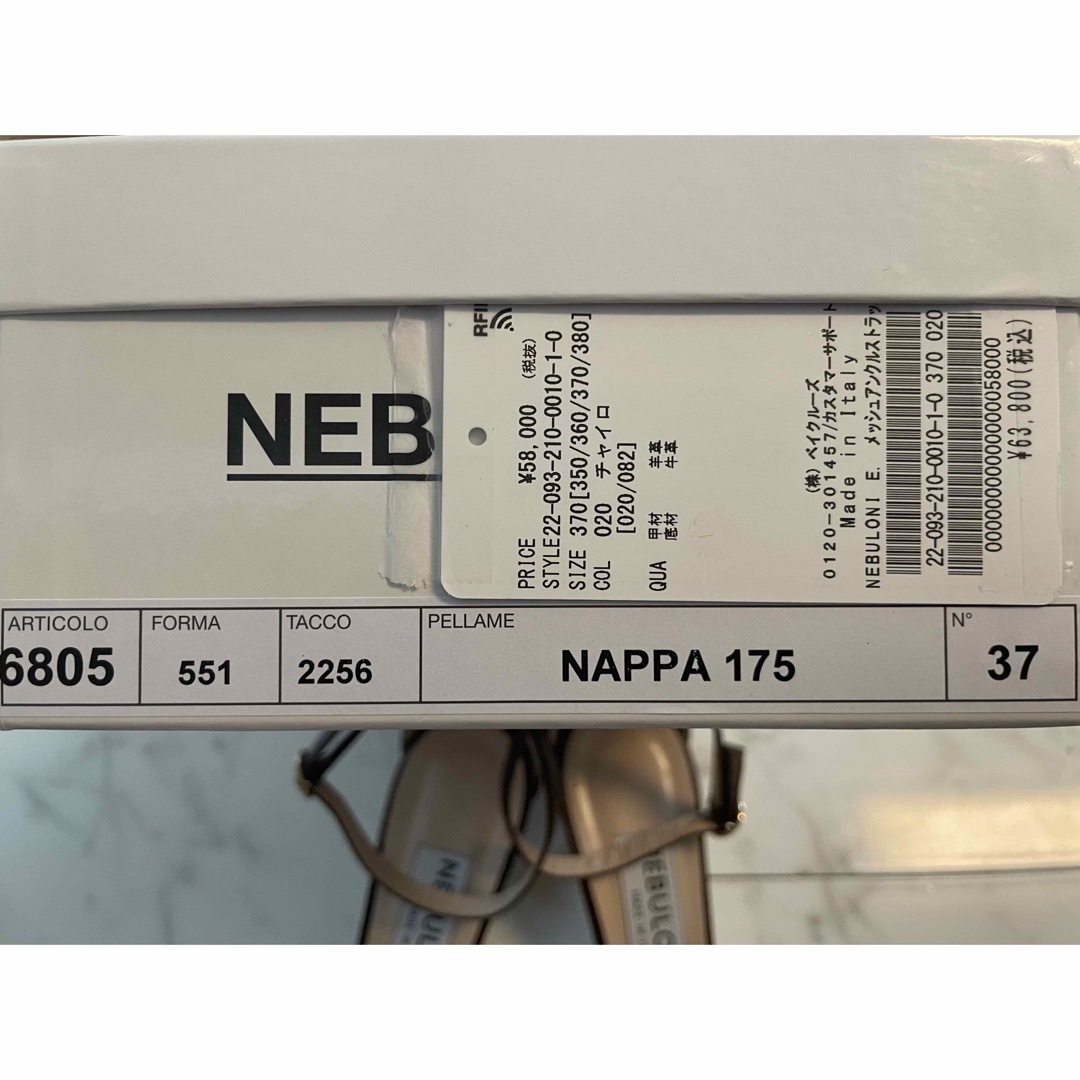 NEB
RFI
PRICE ¥58,000 (税抜)
STYLE22-093-210-0010-1-0
SIZE 370[350/360/370/380]
COL 020 チャイロ
[020/082]
QUA 甲材 羊革
底材 牛革
(株)ベイクルーズ
0120-301457/カスタマーサポート
Made in Italy
NEBULONI E. メッシュアンクルストラッ
22-093-210-0010-1-0 370 020
0000000000000000058000
¥63,800(税込)
ARTICOLO FORMA TACCO PELLAME N°
6805 551 2256 NAPPA 175 37
NEBUL
EBULO